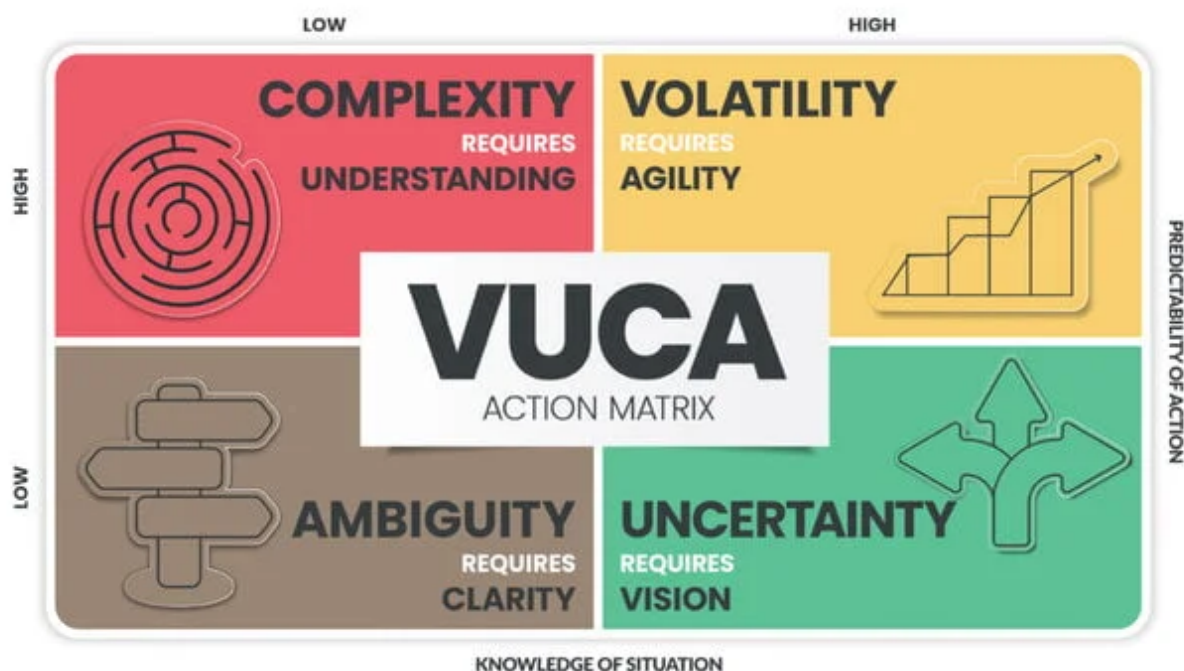 LOW
HIGH
HIGH
COMPLEXITY
REQUIRES
UNDERSTANDING
VOLATILITY
REQUIRES
AGILITY
VUCA
ACTION MATRIX
PREDICTABILITY OF ACTION
LOW
AMBIGUITY
REQUIRES
CLARITY
UNCERTAINTY
REQUIRES
VISION
KNOWLEDGE OF SITUATION